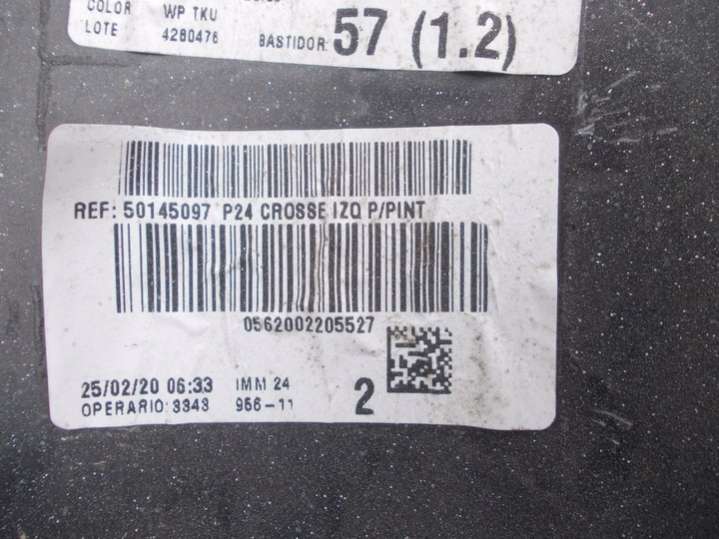 COLOR WP TKU
LOTE 4280476 BASTIDOR: 57 (1.2)
REF: 50145097 P24 CROSSE IZQ P/PINT
0562002205527
25/02/20 06:33 IMM 24
OPERARIO: 3343 956-11 2